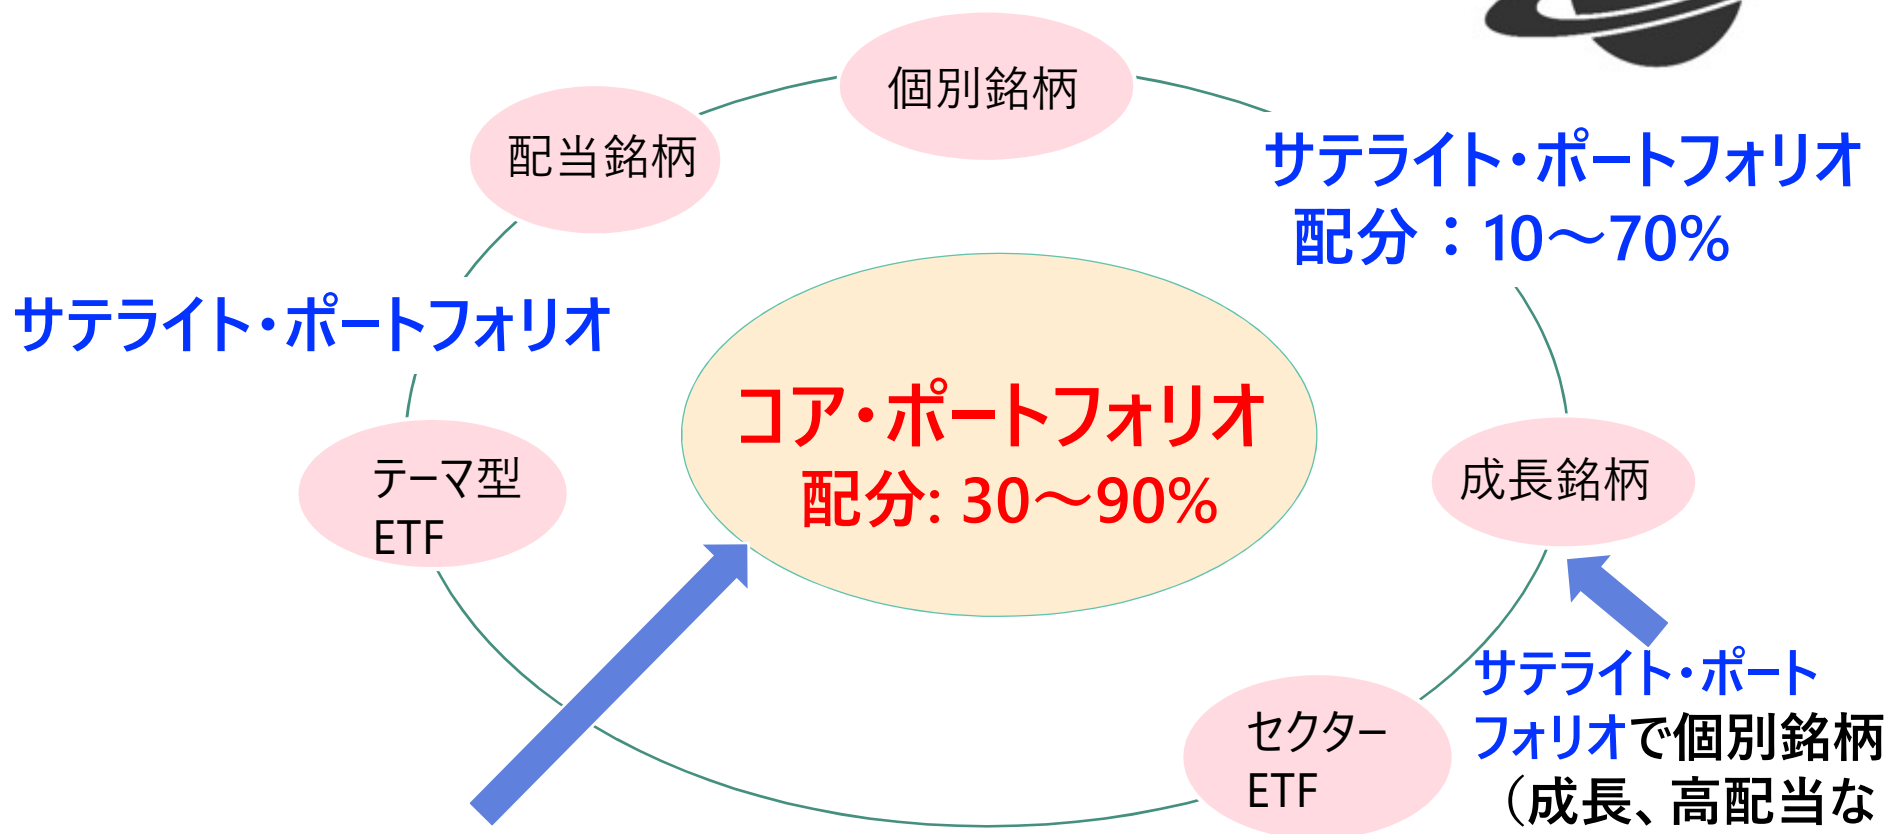 個別銘柄
配当銘柄
サテライト・ポートフォリオ
配分：10～70%
サテライト・ポートフォリオ
コア・ポートフォリオ
配分: 30～90%
テーマ型
ETF
成長銘柄
セクター
ETF
サテライト・ポート
フォリオで個別銘柄
（成長、高配当な